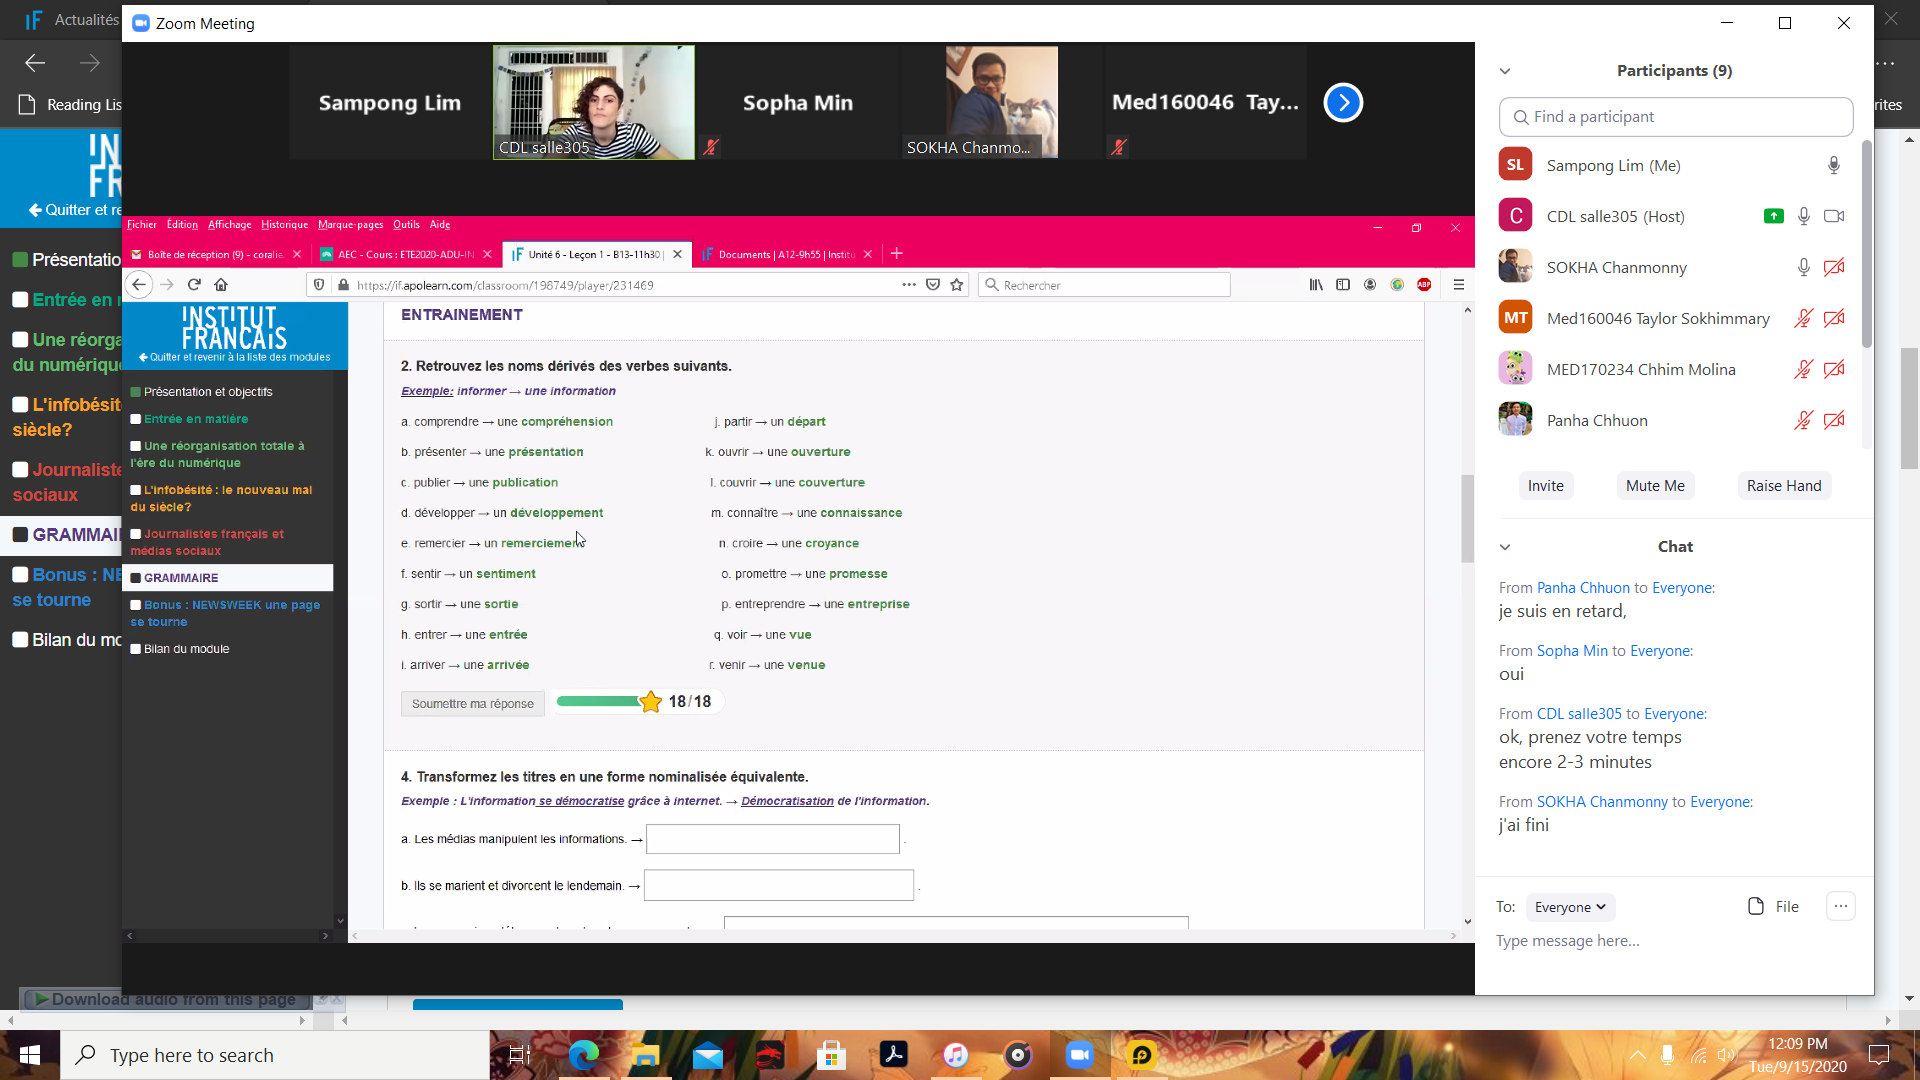 Actualités
Reading Lis
rites
IN
FR
Quitter et re
Présentatio
Entrée en
Une réorga
du numérique
L'infobésit
siècle?
Journaliste
sociaux
GRAMMAI
Bonus : NE
se tourne
Bilan du mo
Download audio from this page
Zoom Meeting
Sampong Lim
CDL salle305
Sopha Min
SOKHA Chanmo...
Med160046 Tay...
Fichier Édition Affichage Historique Marque-pages Outils Aide
Boîte de réception (9) - coralie.
AEC - Cours : ETE2020-ADU-IN
Unité 6 - Leçon 1 - B13-11h30
Documents | A12-9h55 | Institu
https://if.apolearn.com/classroom/198749/player/231469
Rechercher
ABP
INSTITUT
FRANÇAIS
Quitter et revenir à la liste des modules
Présentation et objectifs
Entrée en matière
Une réorganisation totale à
l'ère du numérique
L'infobésité : le nouveau mal
du siècle?
Journalistes français et
médias sociaux
GRAMMAIRE
Bonus : NEWSWEEK une page
se tourne
Bilan du module
ENTRAINEMENT
2. Retrouvez les noms dérivés des verbes suivants.
Exemple: informer → une information
a. comprendre → une compréhension
b. présenter → une présentation
c. publier → une publication
d. développer → un développement
e. remercier → un remerciement
f. sentir → un sentiment
g. sortir → une sortie
h. entrer → une entrée
i. arriver → une arrivée
j. partir → un départ
k. ouvrir → une ouverture
l. couvrir → une couverture
m. connaître → une connaissance
n. croire → une croyance
o. promettre → une promesse
p. entreprendre → une entreprise
q. voir → une vue
r. venir → une venue
Soumettre ma réponse
18/18
4. Transformez les titres en une forme nominalisée équivalente.
Exemple : L'information se démocratise grâce à internet. → Démocratisation de l'information.
a. Les médias manipulent les informations. →
b. Ils se marient et divorcent le lendemain. →
Participants (9)
Find a participant
SL Sampong Lim (Me)
C CDL salle305 (Host)
SOKHA Chanmonny
MT Med160046 Taylor Sokhimmary
MED170234 Chhim Molina
Panha Chhuon
Invite
Mute Me
Raise Hand
Chat
From Panha Chhuon to Everyone:
je suis en retard,
From Sopha Min to Everyone:
oui
From CDL salle305 to Everyone:
ok, prenez votre temps
encore 2-3 minutes
From SOKHA Chanmonny to Everyone:
j'ai fini
To: Everyone
File
Type message here...
Type here to search
12:09 PM
Tue/9/15/2020